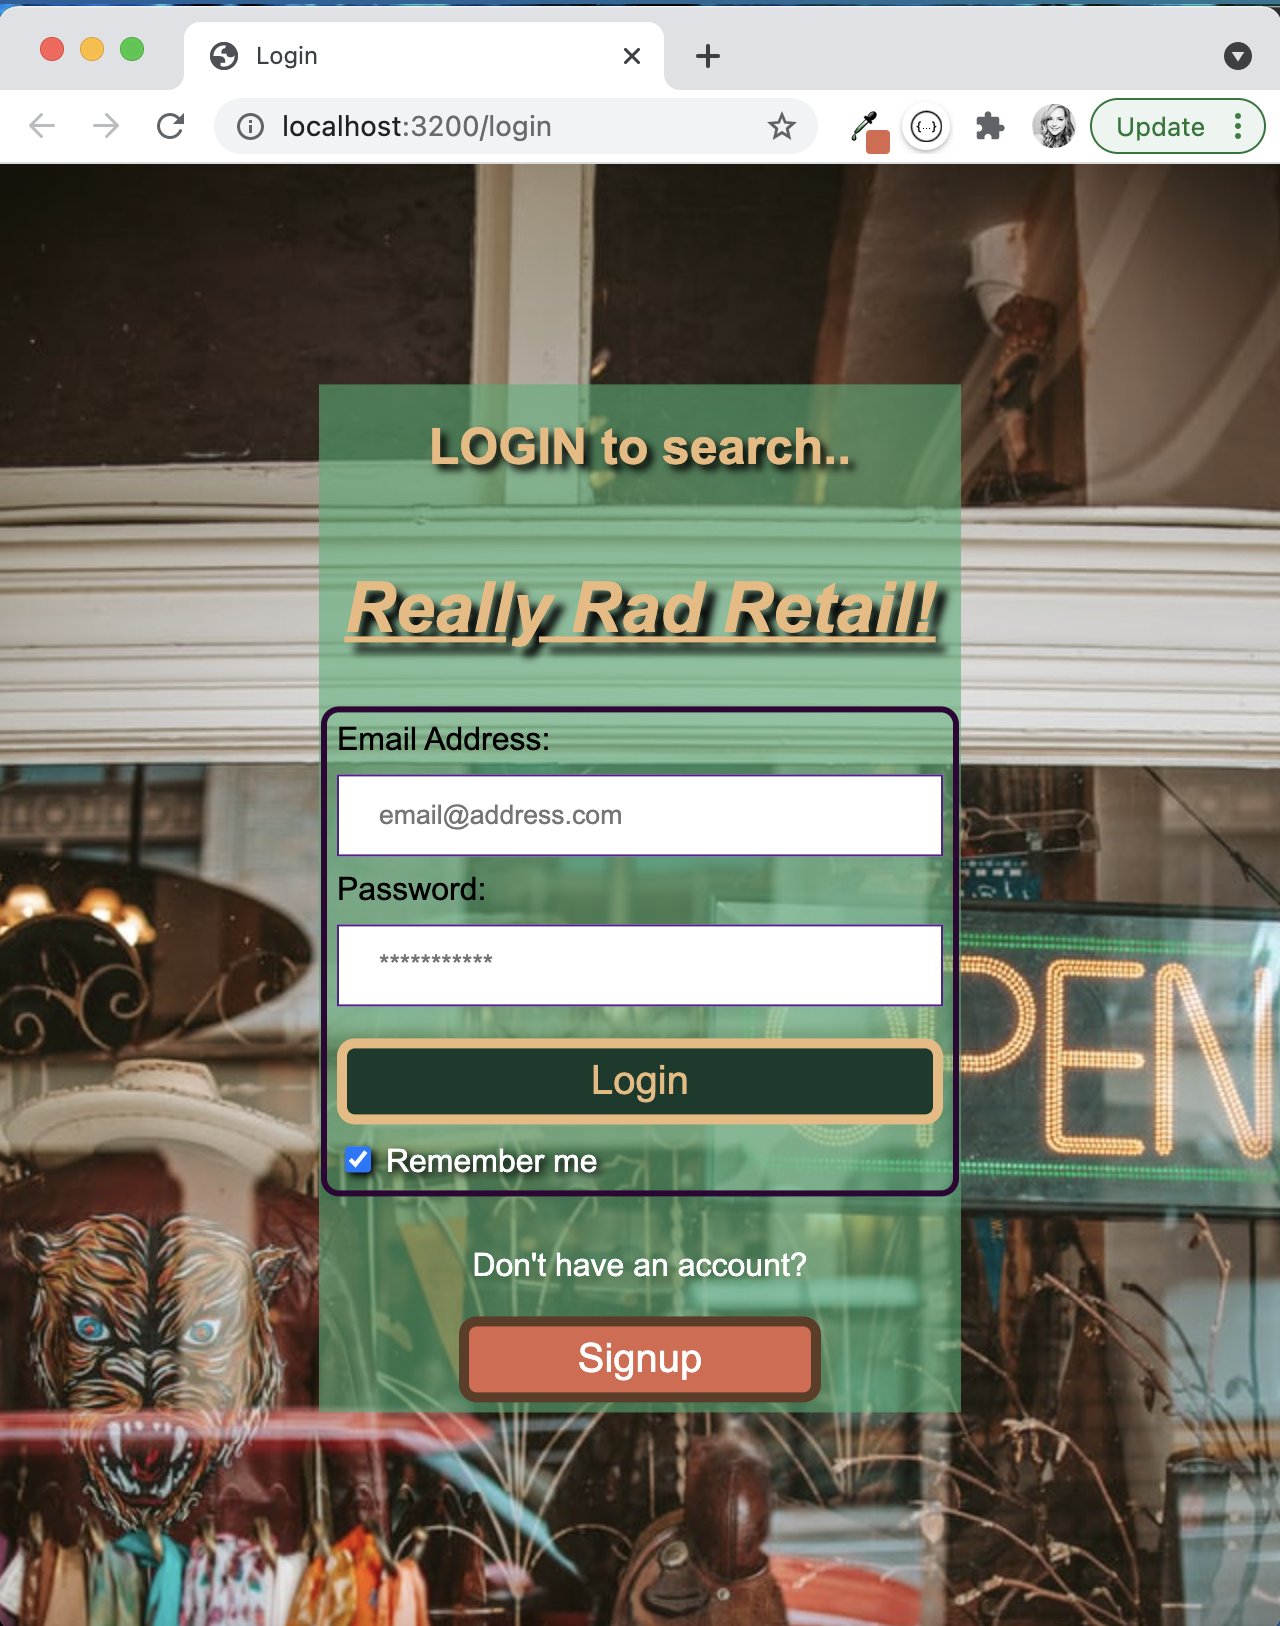 Login
localhost:3200/login
{...}
Update
LOGIN to search..
Really Rad Retail!
Email Address:
email@address.com
Password:
***********
OPEN
Login
Remember me
Don't have an account?
Signup